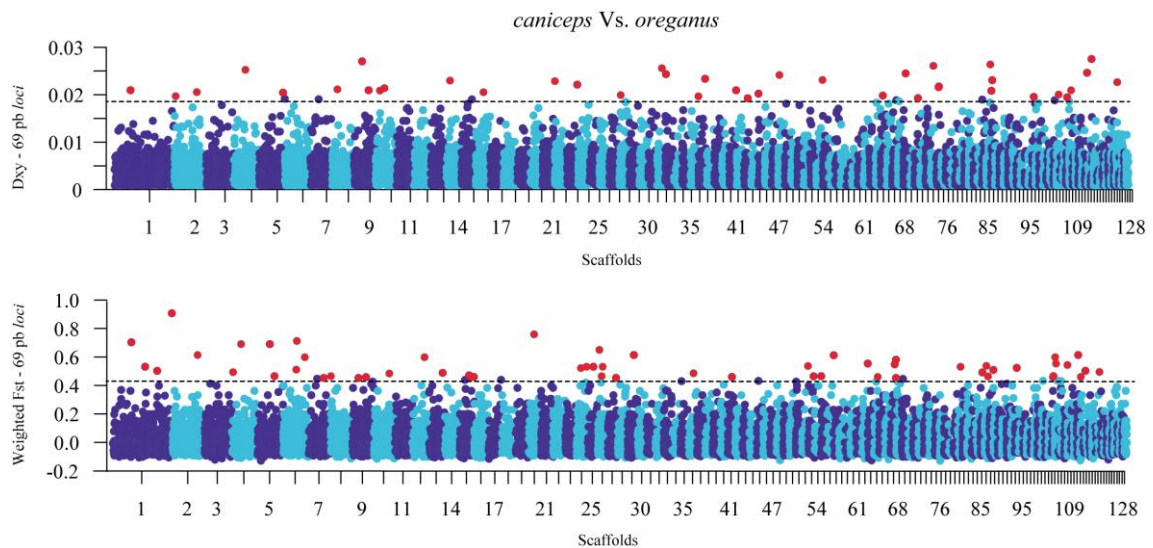 caniceps Vs. oreganus
0.03
0.02
0.01
0
Dxy - 69 pb loci
1 2 3 5 7 9 11 14 17 21 25 30 35 41 47 54 61 68 76 85 95 109 128
Scaffolds
1.0
0.8
0.6
0.4
0.2
0.0
-0.2
Weighted Fst - 69 pb loci
1 2 3 5 7 9 11 14 17 21 25 30 35 41 47 54 61 68 76 85 95 109 128
Scaffolds